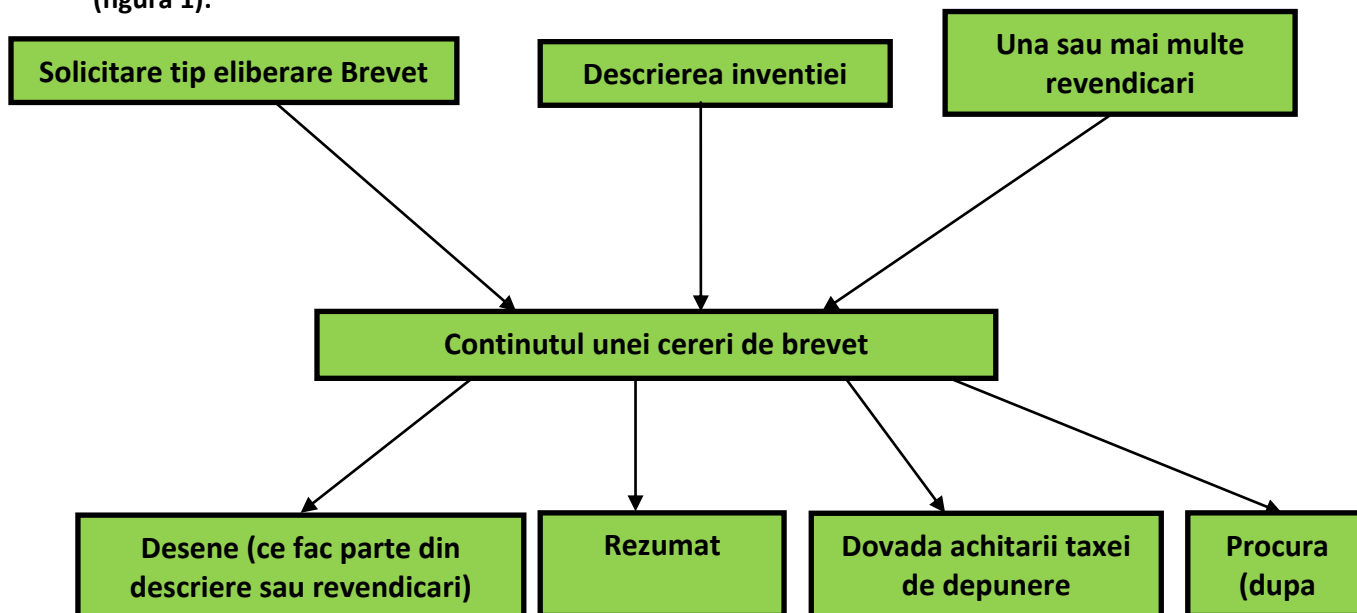 (figura 1).
Solicitare tip eliberare Brevet
Descrierea inventiei
Una sau mai multe
revendicari
Continutul unei cereri de brevet
Desene (ce fac parte din
descriere sau revendicari)
Rezumat
Dovada achitarii taxei
de depunere
Procura
(dupa